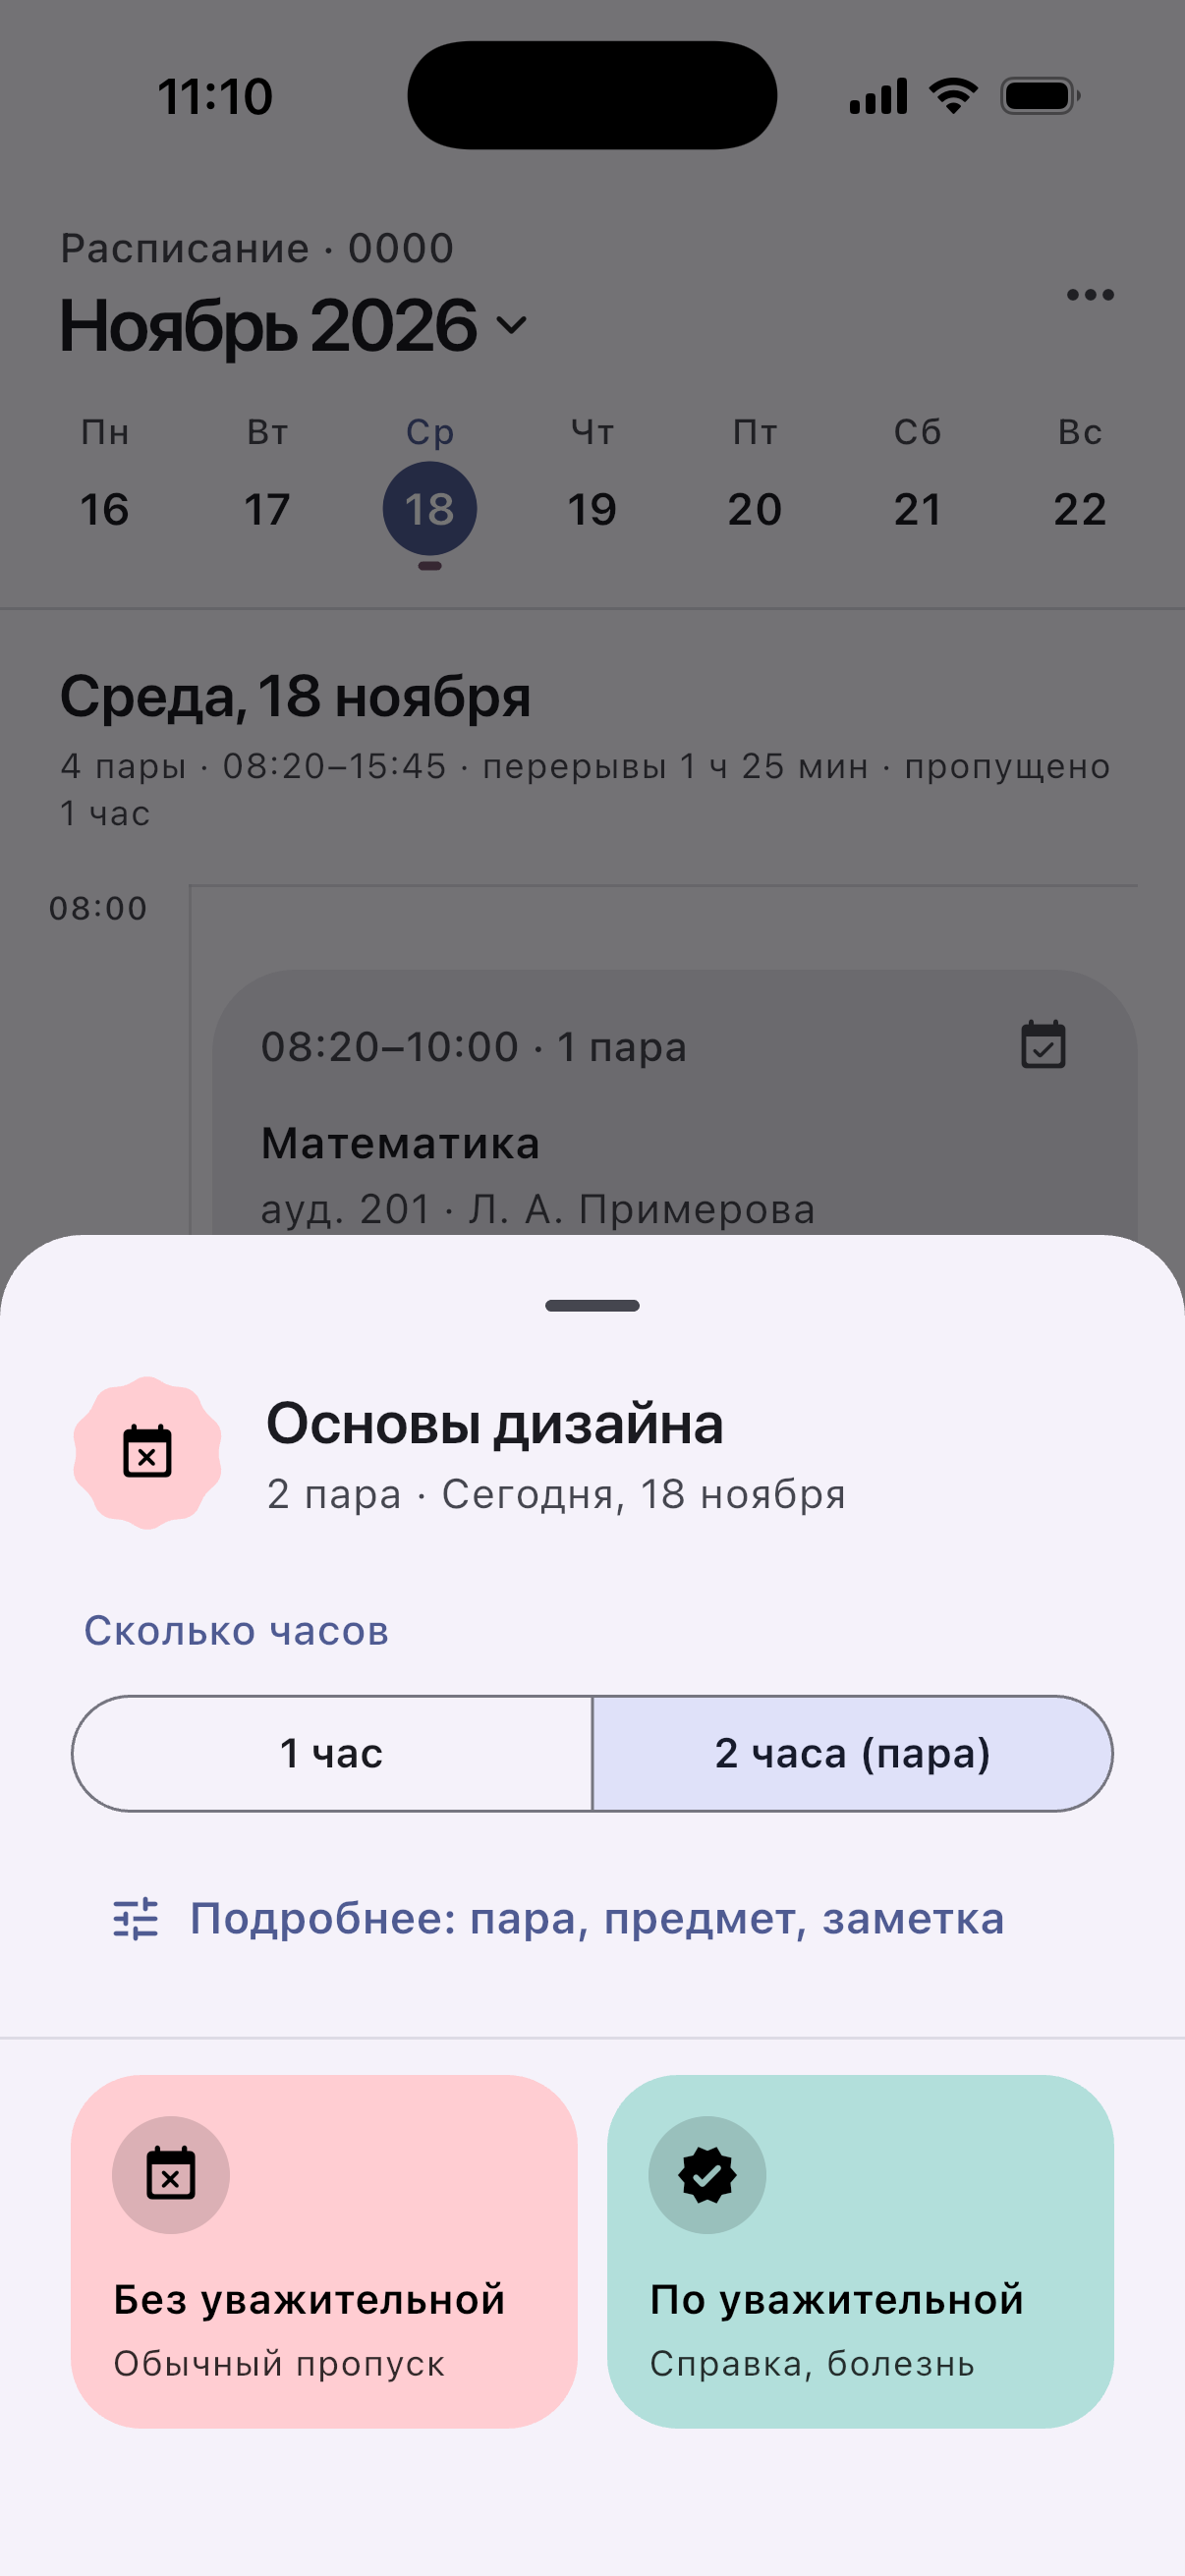 11:10
Расписание · 0000
Ноябрь 2026
Пн Вт Ср Чт Пт Сб Вс
16 17 18 19 20 21 22
Среда, 18 ноября
4 пары · 08:20–15:45 · перерывы 1 ч 25 мин · пропущено
1 час
08:00
08:20–10:00 · 1 пара
Математика
ауд. 201 · Л. А. Примерова
Основы дизайна
2 пара · Сегодня, 18 ноября
Сколько часов
1 час
2 часа (пара)
Подробнее: пара, предмет, заметка
Без уважительной
Обычный пропуск
По уважительной
Справка, болезнь